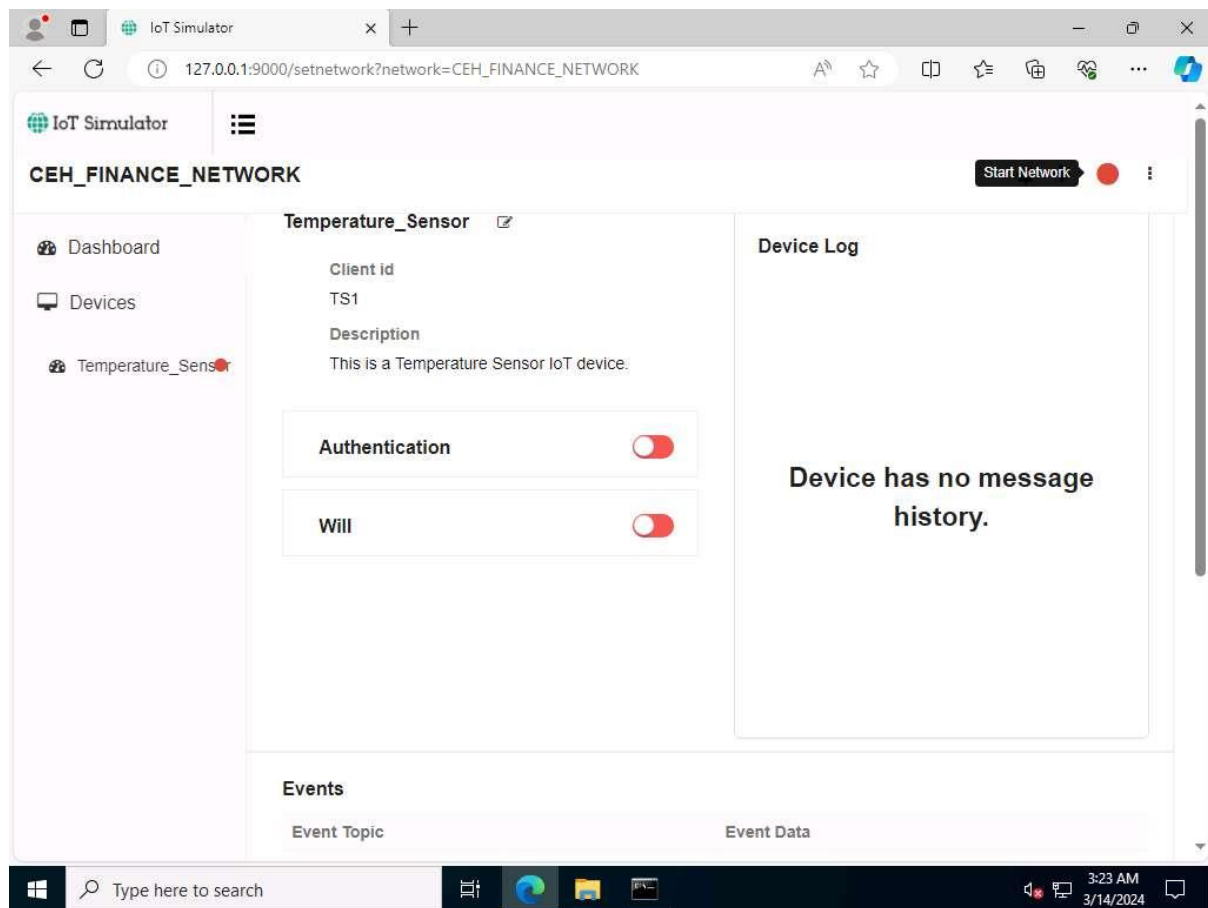 IoT Simulator
127.0.0.1:9000/setnetwork?network=CEH_FINANCE_NETWORK
IoT Simulator
CEH_FINANCE_NETWORK
Start Network
Dashboard
Devices
Temperature_Sensor
Temperature_Sensor
Client id
TS1
Description
This is a Temperature Sensor IoT device.
Authentication
Will
Device Log
Device has no message
history.
Events
Event Topic Event Data
Type here to search
3:23 AM
3/14/2024